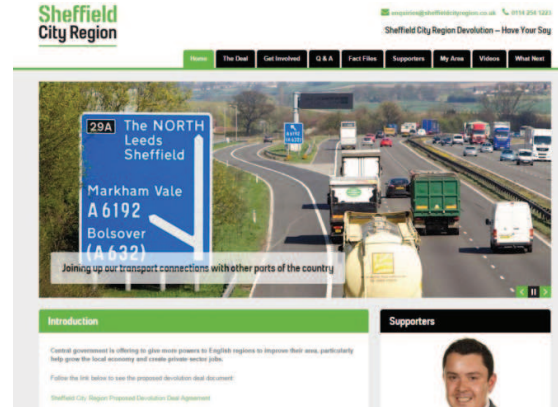 Sheffield
City Region
enquiries@sheffieldcityregion.co.uk 0114 254 1223
Sheffield City Region Devolution – Have Your Say
Home The Deal Get Involved Q & A Fact Files Supporters My Area Videos What Next
29A The NORTH
Leeds
Sheffield
Markham Vale
A 6192
Bolsover
(A 632)
Joining up our transport connections with other parts of the country
Introduction
Supporters
Central government is offering to give more powers to English regions to improve their area, particularly
help grow the local economy and create private sector jobs.
Follow the link below to see the proposed devolution deal document:
Sheffield City Region Proposed Devolution Deal Agreement